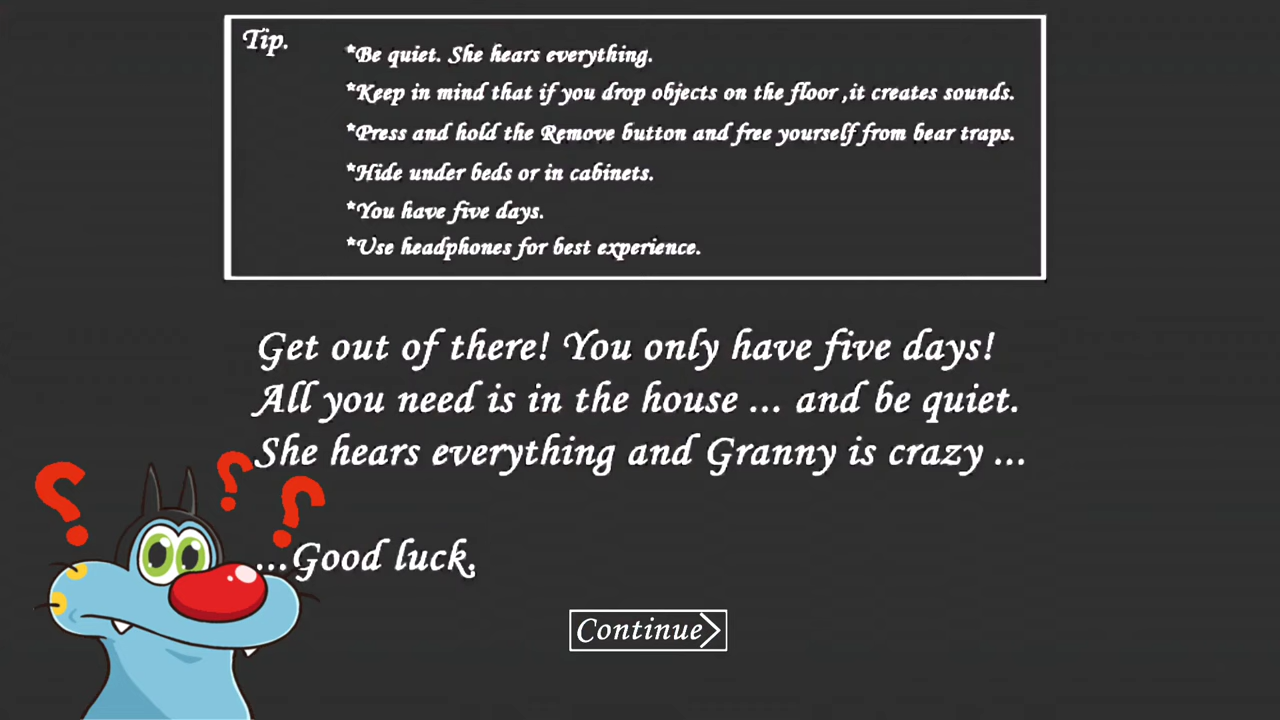 Tip.
*Be quiet. She hears everything.
*Keep in mind that if you drop objects on the floor ,it creates sounds.
*Press and hold the Remove button and free yourself from bear traps.
*Hide under beds or in cabinets.
*You have five days.
*Use headphones for best experience.
Get out of there! You only have five days!
All you need is in the house ... and be quiet.
She hears everything and Granny is crazy ...
...Good luck.
Continue
? ? ?